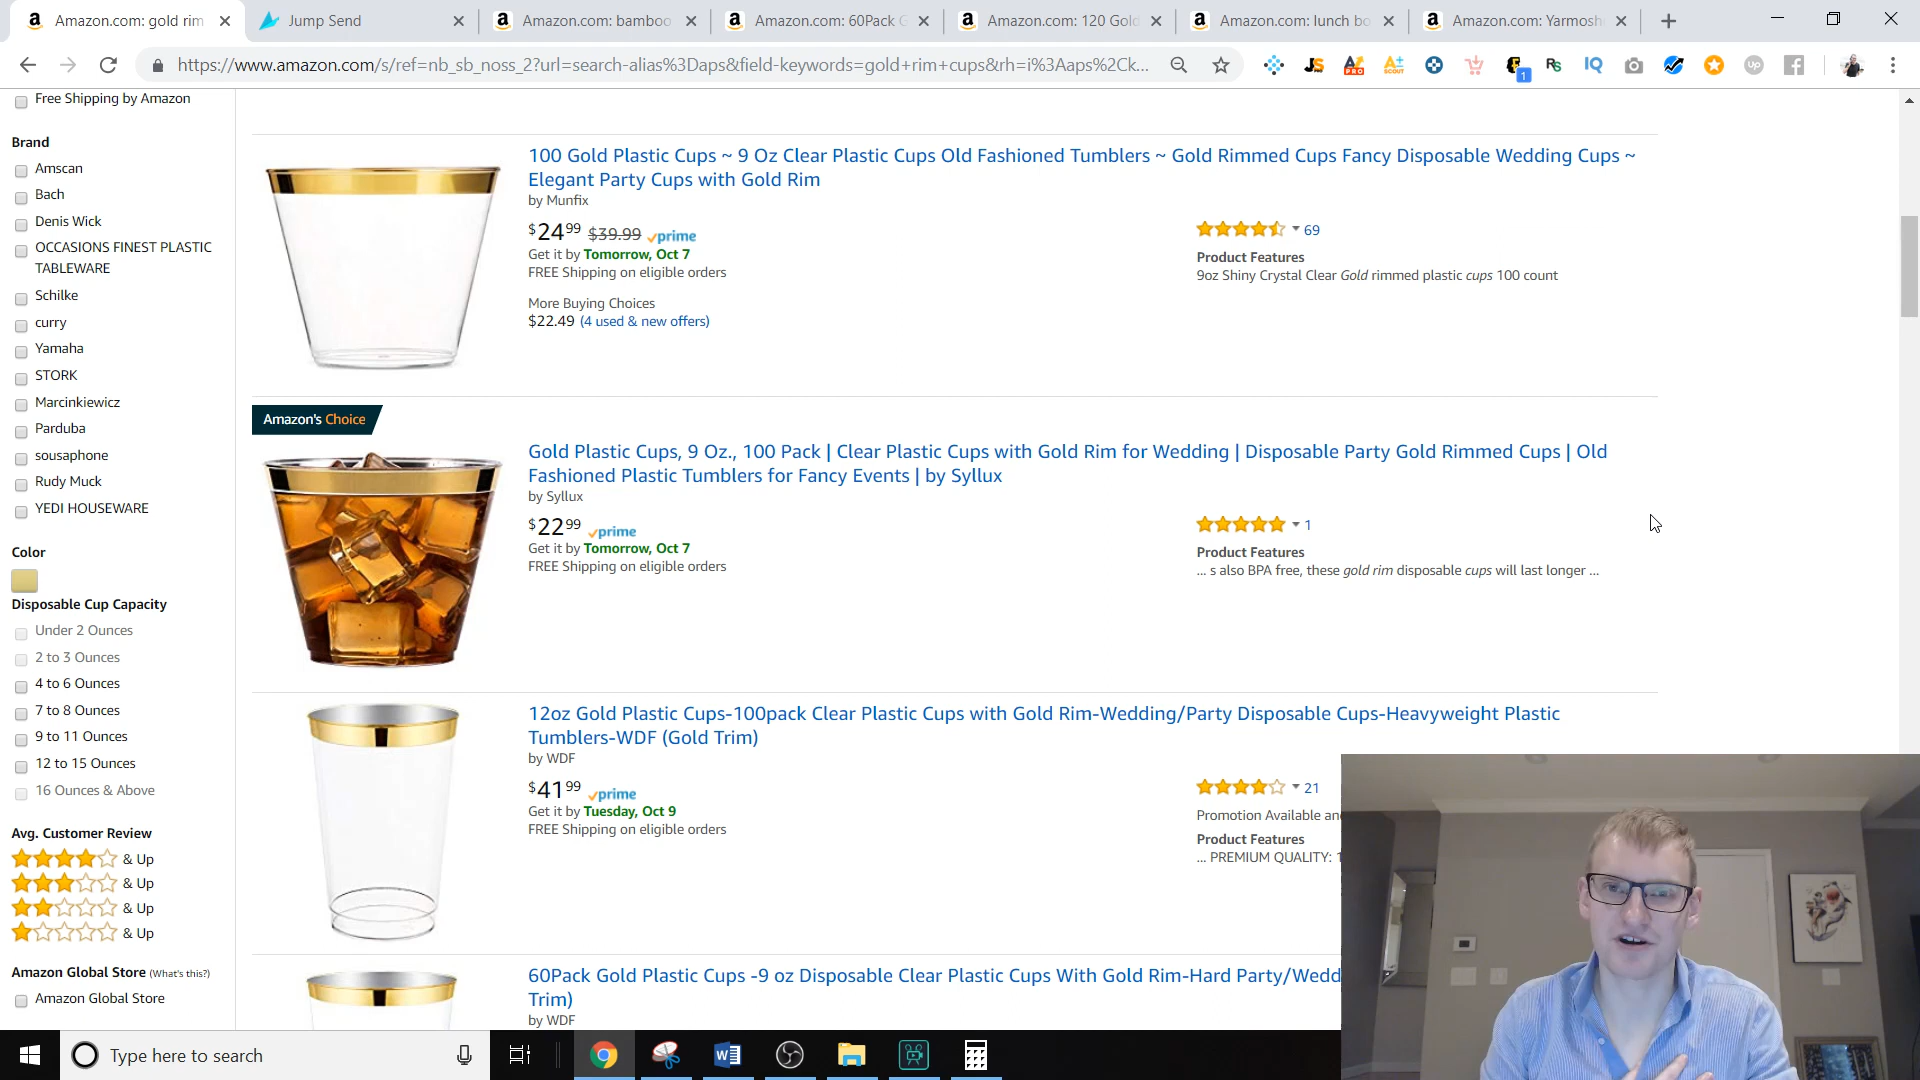 Amazon.com: gold rim
Jump Send
Amazon.com: bamboo
Amazon.com: 60Pack G
Amazon.com: 120 Gold
Amazon.com: lunch bo
Amazon.com: Yarmosh
https://www.amazon.com/s/ref=nb_sb_noss_2?url=search-alias%3Daps&field-keywords=gold+rim+cups&rh=i%3Aaps%2Ck...
Free Shipping by Amazon
Brand
Amscan
Bach
Denis Wick
OCCASIONS FINEST PLASTIC
TABLEWARE
Schilke
curry
Yamaha
STORK
Marcinkiewicz
Parduba
sousaphone
Rudy Muck
YEDI HOUSEWARE
Color
Disposable Cup Capacity
Under 2 Ounces
2 to 3 Ounces
4 to 6 Ounces
7 to 8 Ounces
9 to 11 Ounces
12 to 15 Ounces
16 Ounces & Above
Avg. Customer Review
& Up
& Up
& Up
& Up
Amazon Global Store (What's this?)
Amazon Global Store
100 Gold Plastic Cups ~ 9 Oz Clear Plastic Cups Old Fashioned Tumblers ~ Gold Rimmed Cups Fancy Disposable Wedding Cups ~
Elegant Party Cups with Gold Rim
by Munfix
$24.99 $39.99 prime
Get it by Tomorrow, Oct 7
FREE Shipping on eligible orders
More Buying Choices
$22.49 (4 used & new offers)
69
Product Features
9oz Shiny Crystal Clear Gold rimmed plastic cups 100 count
Amazon's Choice
Gold Plastic Cups, 9 Oz., 100 Pack | Clear Plastic Cups with Gold Rim for Wedding | Disposable Party Gold Rimmed Cups | Old
Fashioned Plastic Tumblers for Fancy Events | by Syllux
by Syllux
$22.99 prime
Get it by Tomorrow, Oct 7
FREE Shipping on eligible orders
1
Product Features
... s also BPA free, these gold rim disposable cups will last longer ...
12oz Gold Plastic Cups-100pack Clear Plastic Cups with Gold Rim-Wedding/Party Disposable Cups-Heavyweight Plastic
Tumblers-WDF (Gold Trim)
by WDF
$41.99 prime
Get it by Tuesday, Oct 9
FREE Shipping on eligible orders
21
Promotion Available an
Product Features
... PREMIUM QUALITY: 1
60Pack Gold Plastic Cups -9 oz Disposable Clear Plastic Cups With Gold Rim-Hard Party/Wedd
Trim)
by WDF
Type here to search